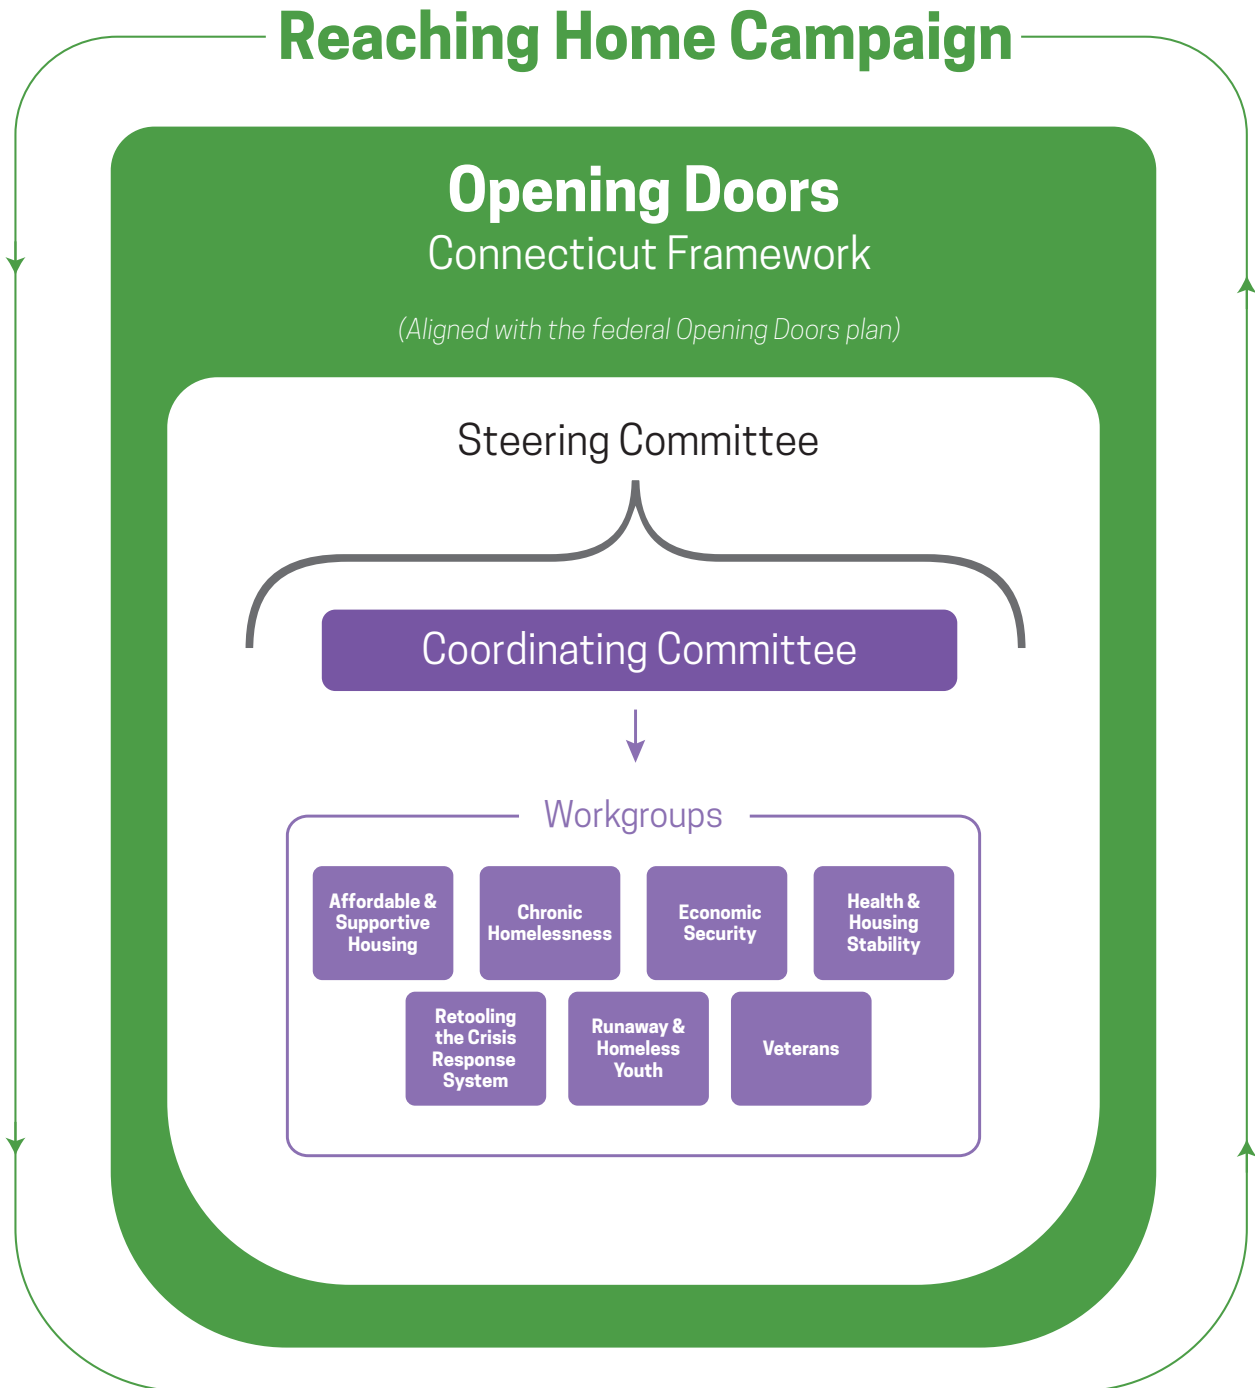 Reaching Home Campaign
Opening Doors
Connecticut Framework
(Aligned with the federal Opening Doors plan)
Steering Committee
Coordinating Committee
Workgroups
Affordable &
Supportive
Housing
Chronic
Homelessness
Economic
Security
Health &
Housing
Stability
Retooling
the Crisis
Response
System
Runaway &
Homeless
Youth
Veterans